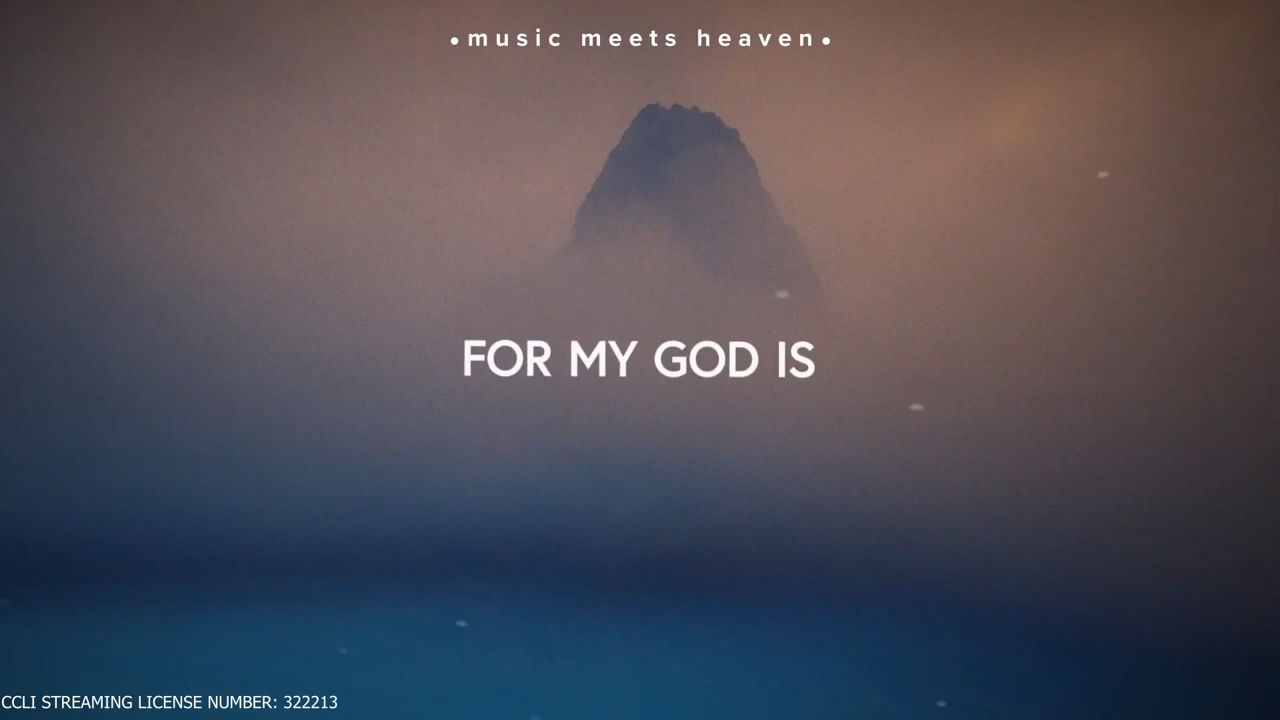 •music meets heaven•
FOR MY GOD IS
CCLI STREAMING LICENSE NUMBER: 322213